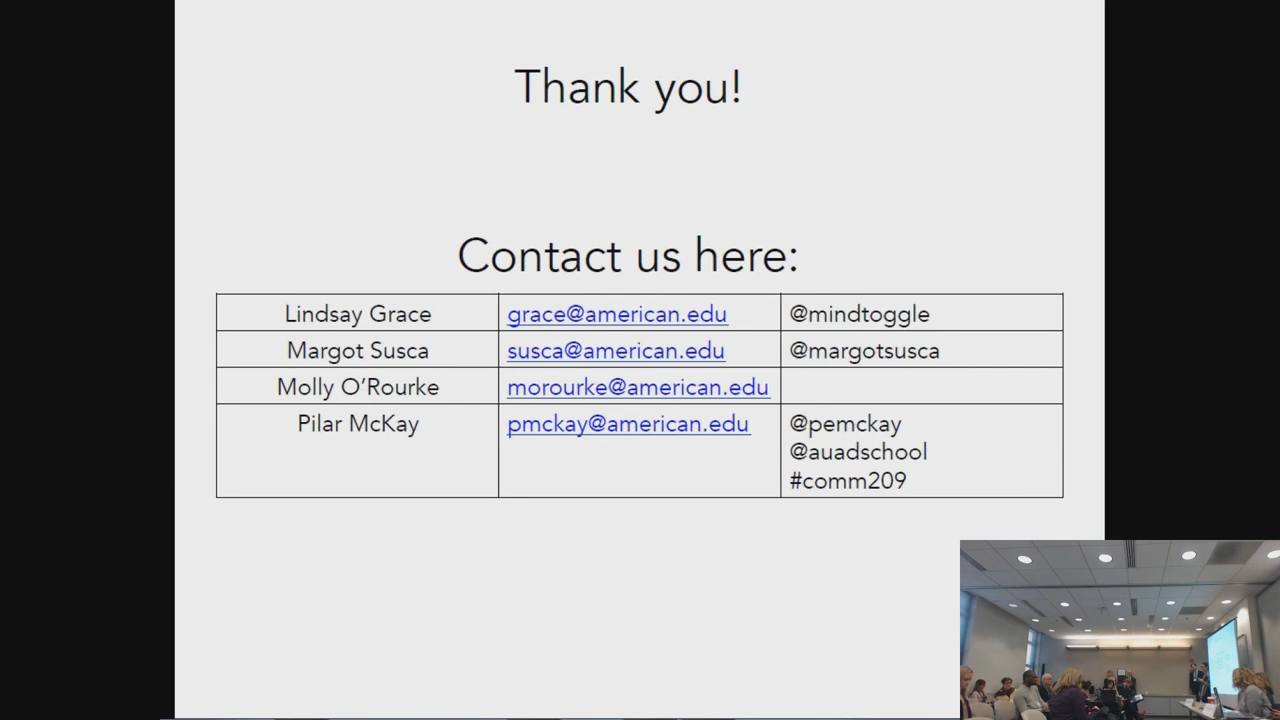 Thank you!
Contact us here:
Lindsay Grace grace@american.edu @mindtoggle
Margot Susca susca@american.edu @margotsusca
Molly O’Rourke morourke@american.edu
Pilar McKay pmckay@american.edu @pemckay
@auadschool
#comm209